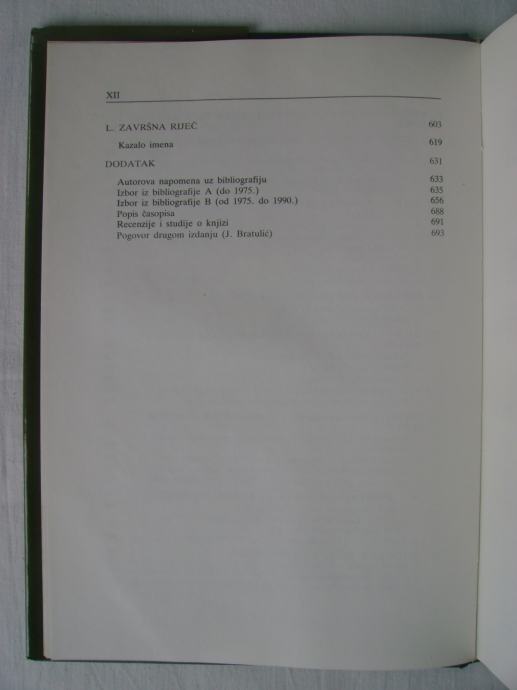 XII
L. ZAVRŠNA RIJEČ 603
Kazalo imena 619
DODATAK 631
Autorova napomena uz bibliografiju 633
Izbor iz bibliografije A (do 1975.) 635
Izbor iz bibliografije B (od 1975. do 1990.) 656
Popis časopisa 688
Recenzije i studije o knjizi 691
Pogovor drugom izdanju (J. Bratulić) 693